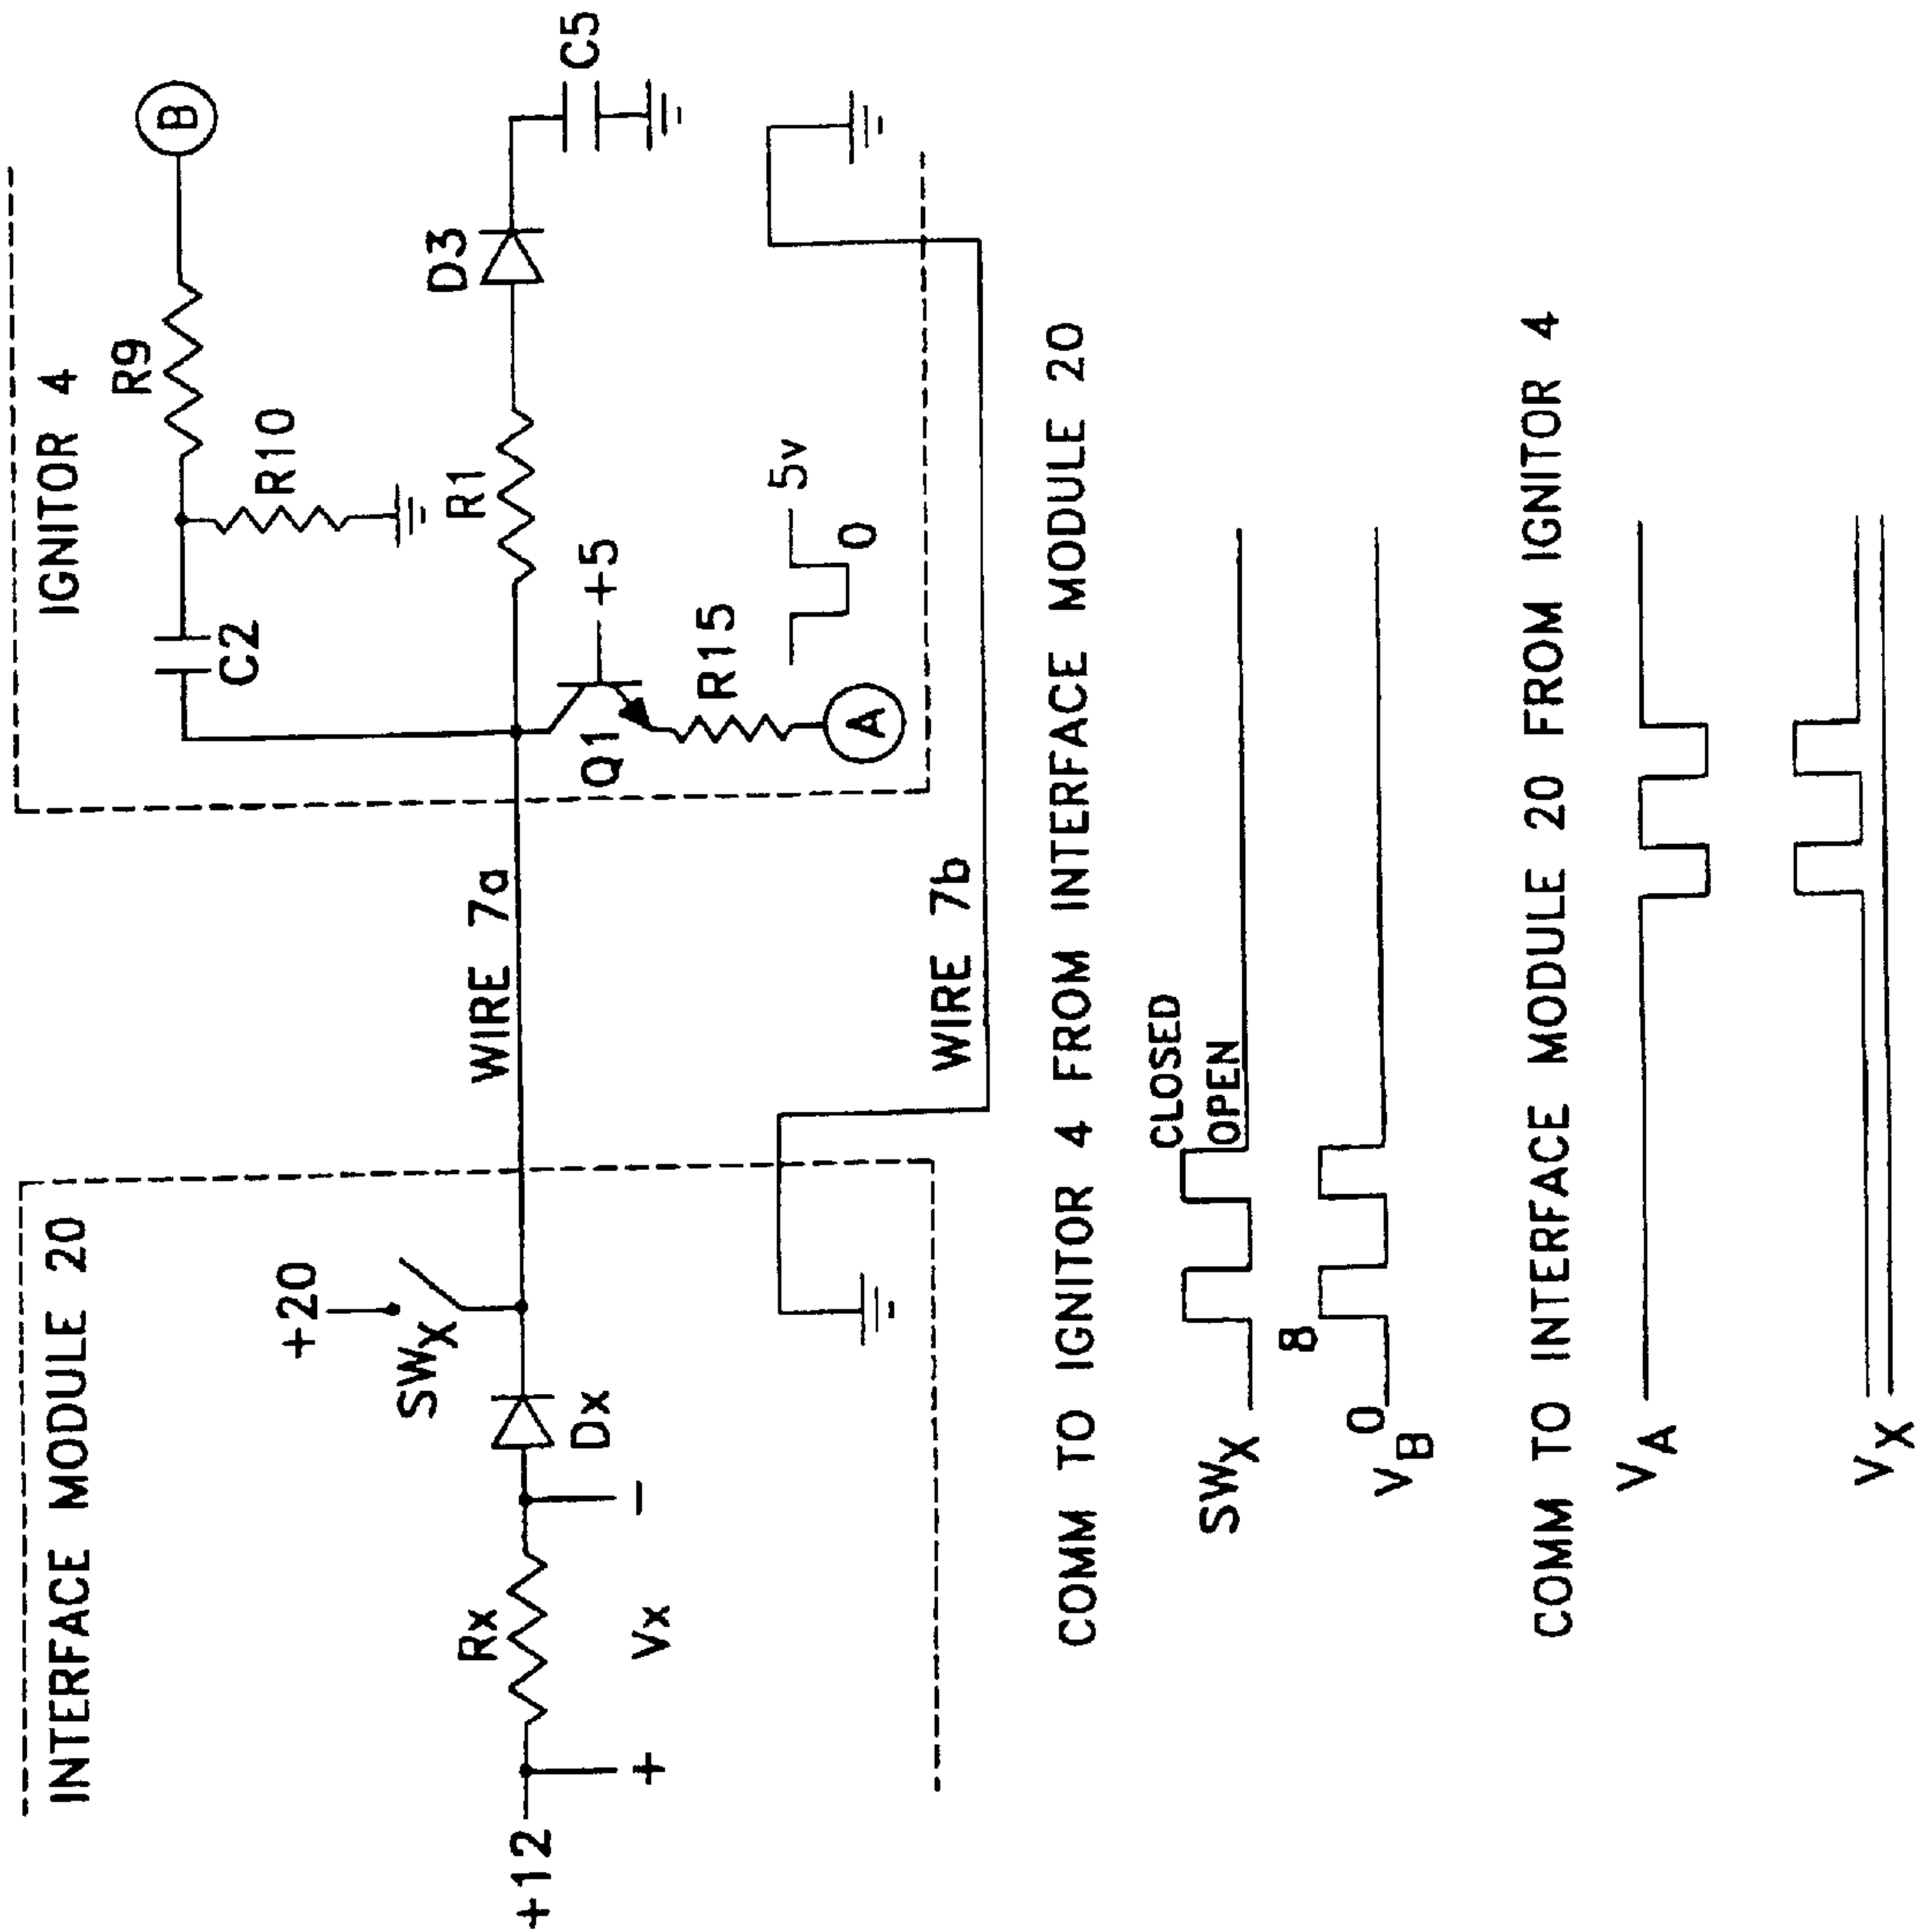 INTERFACE MODULE 20
IGNITOR 4
B
R9
C2
R10
+20
SWX
WIRE 7a
R1
D3
C5
+12
Rx
Dx
+
Vx
−
Q1
+5
R15
A
5v
0
WIRE 7b
COMM TO IGNITOR 4 FROM INTERFACE MODULE 20
SWX
CLOSED
OPEN
8
0
VB
COMM TO INTERFACE MODULE 20 FROM IGNITOR 4
VA
VX